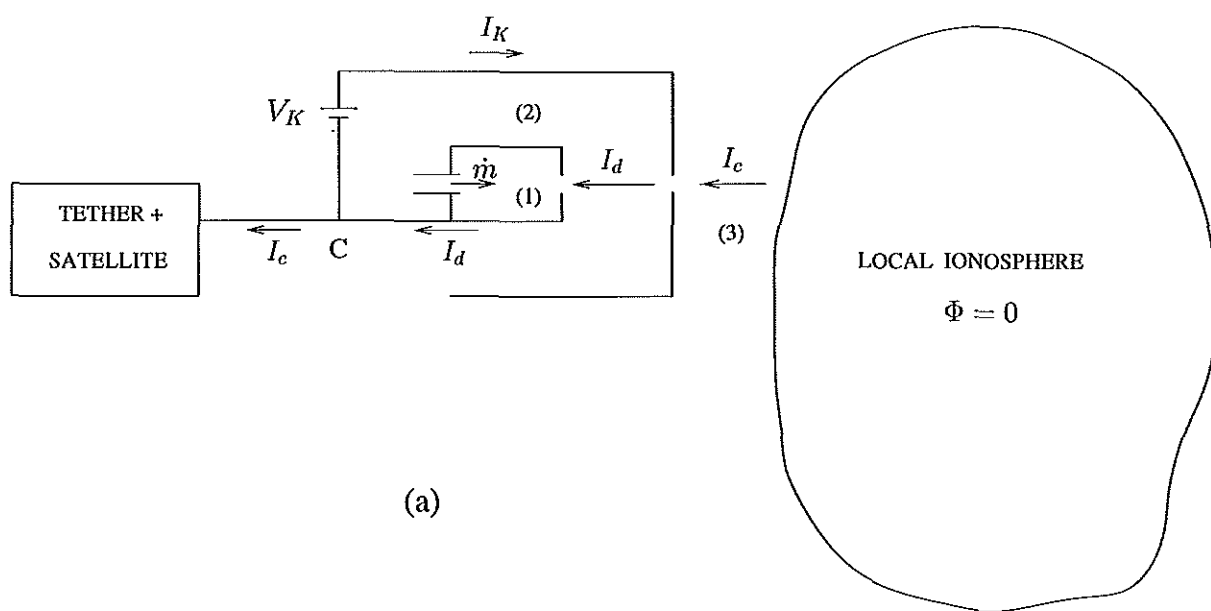 I_K
V_K
(2)
ṁ
I_d
I_c
(1)
TETHER +
SATELLITE
I_c
C
I_d
(3)
LOCAL IONOSPHERE
Φ = 0
(a)